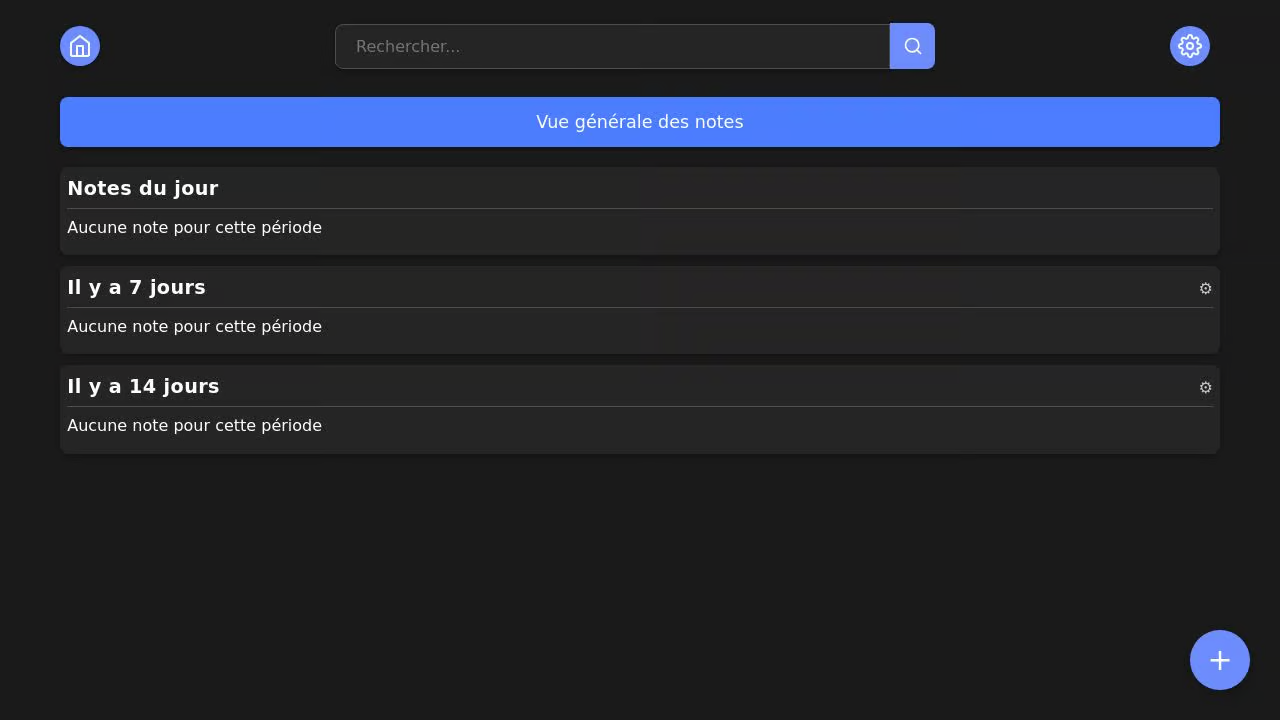 Rechercher...
Vue générale des notes
Notes du jour
Aucune note pour cette période
Il y a 7 jours
Aucune note pour cette période
Il y a 14 jours
Aucune note pour cette période